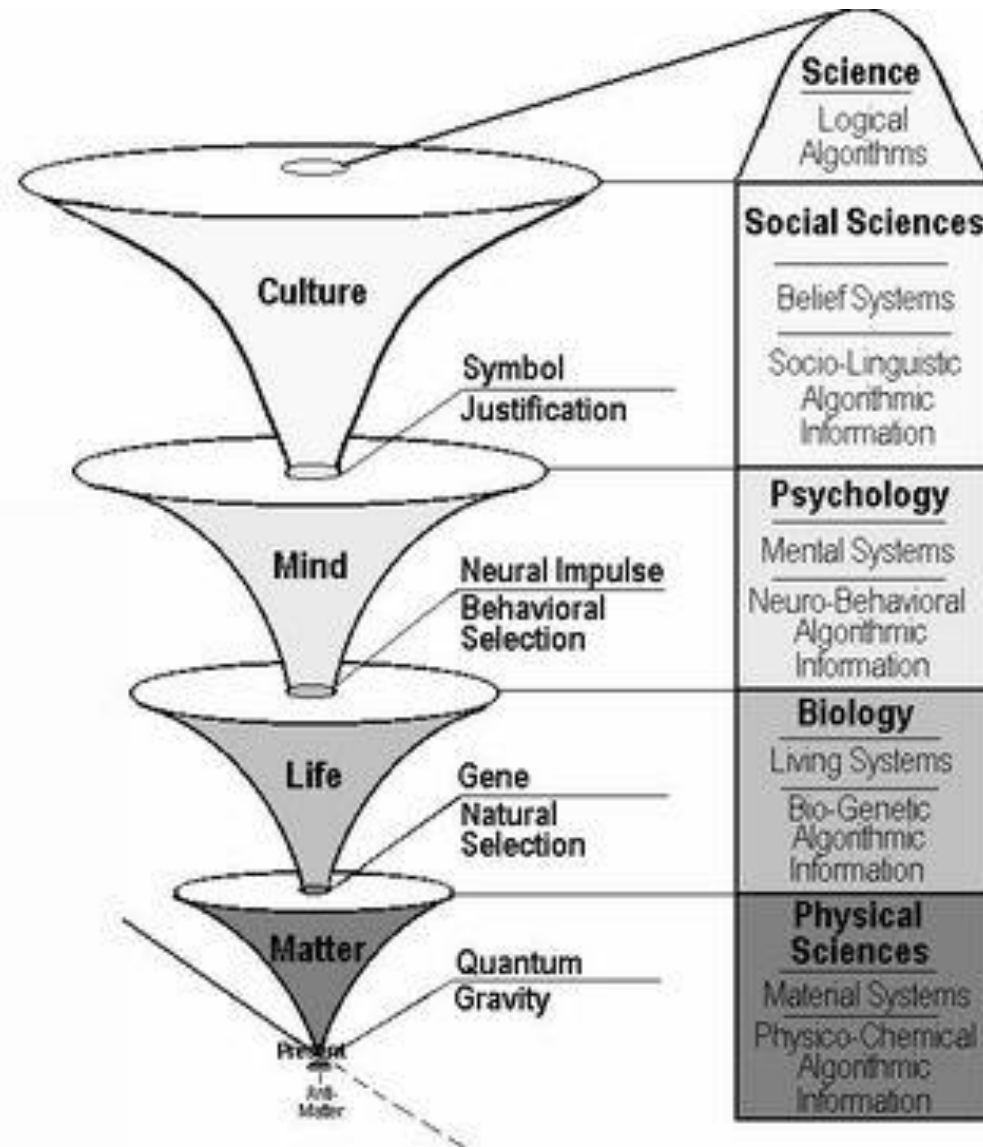 Science
Logical
Algorithms
Social Sciences
Culture
Belief Systems
Symbol
Justification
Socio-Linguistic
Algorithmic
Information
Psychology
Mind
Neural Impulse
Behavioral
Selection
Mental Systems
Neuro-Behavioral
Algorithmic
Information
Biology
Life
Gene
Natural
Selection
Living Systems
Bio-Genetic
Algorithmic
Information
Physical
Sciences
Matter
Quantum
Gravity
Material Systems
Physico-Chemical
Algorithmic
Information
Present
Anti-
Matter